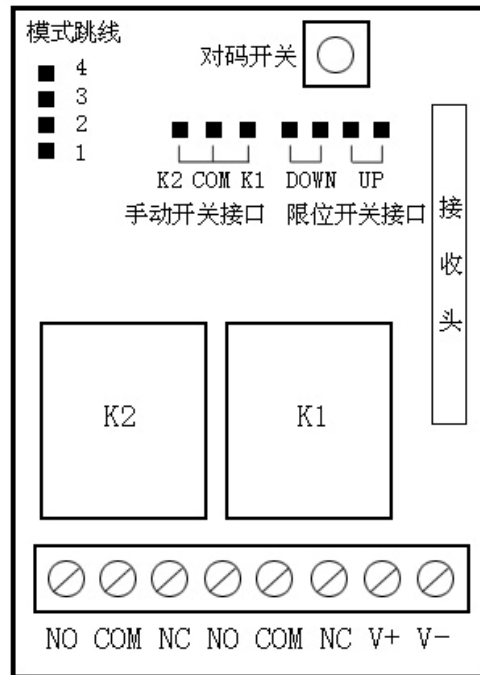 模式跳线
4
3
2
1
对码开关
K2 COM K1 DOWN UP
手动开关接口 限位开关接口
接收头
K2 K1
NO COM NC NO COM NC V+ V-